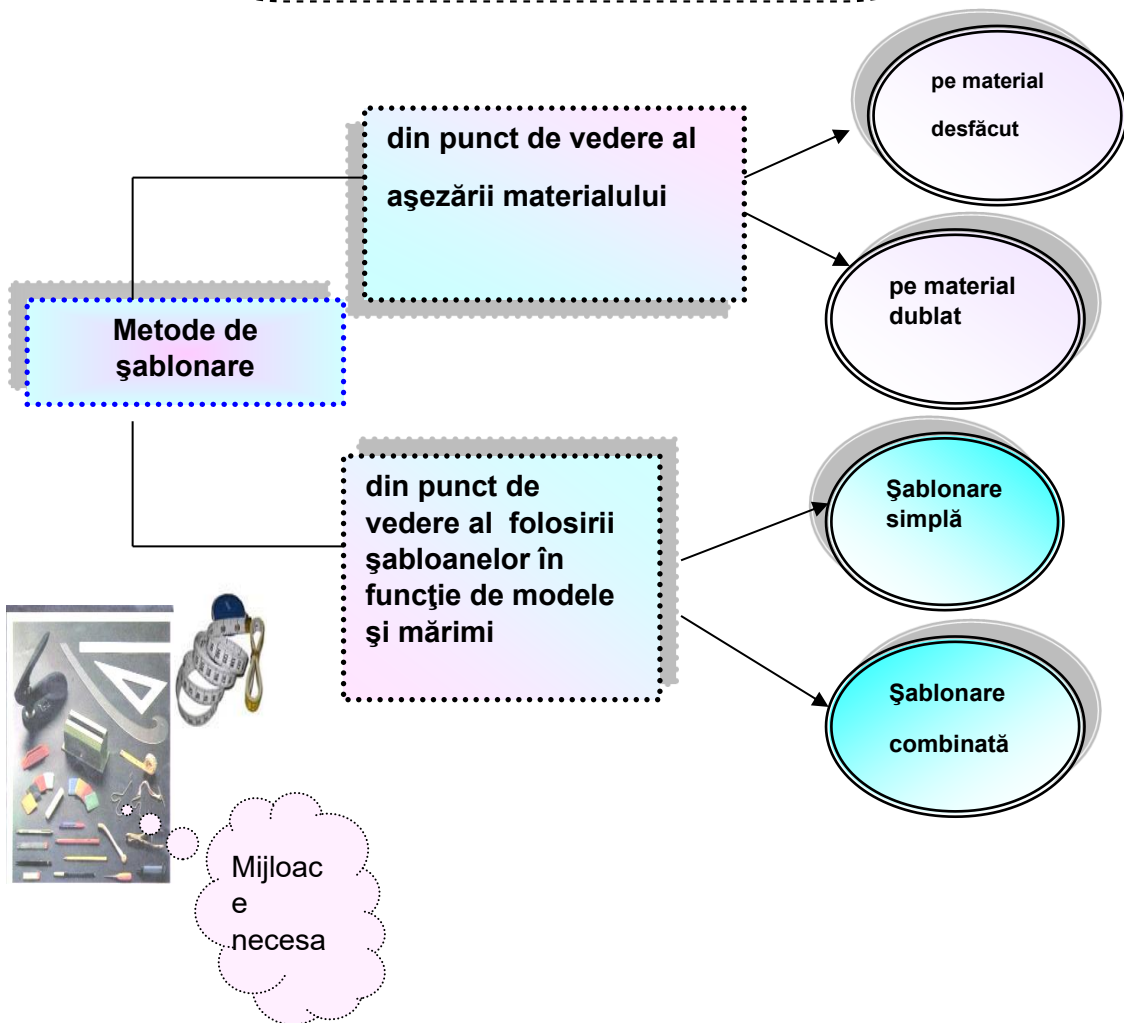 pe material
desfăcut
din punct de vedere al
aşezării materialului
pe material
dublat
Metode de
şablonare
din punct de
vedere al  folosirii
şabloanelor în
funcţie de modele
şi mărimi
Şablonare
simplă
Şablonare
combinată
Mijloac
e
necesa